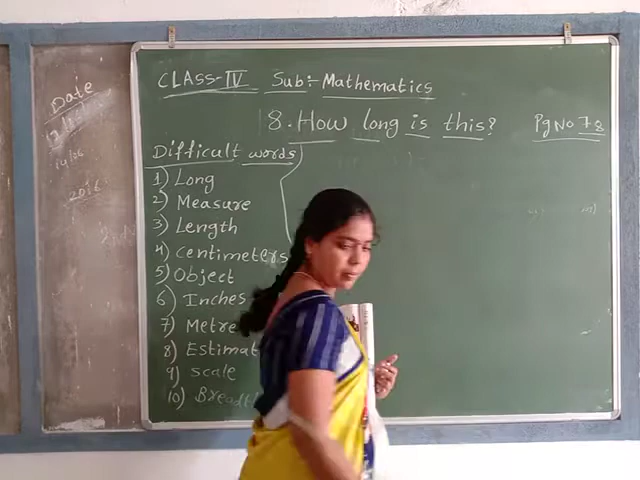 Date
2016
CLASS-IV Sub:- Mathematics
8. How long is this? Pg No 78
Difficult words
1) Long
2) Measure
3) Length
4) centimeters
5) Object
6) Inches
7) Metre
8) Estimat
9) scale
10) Breadt